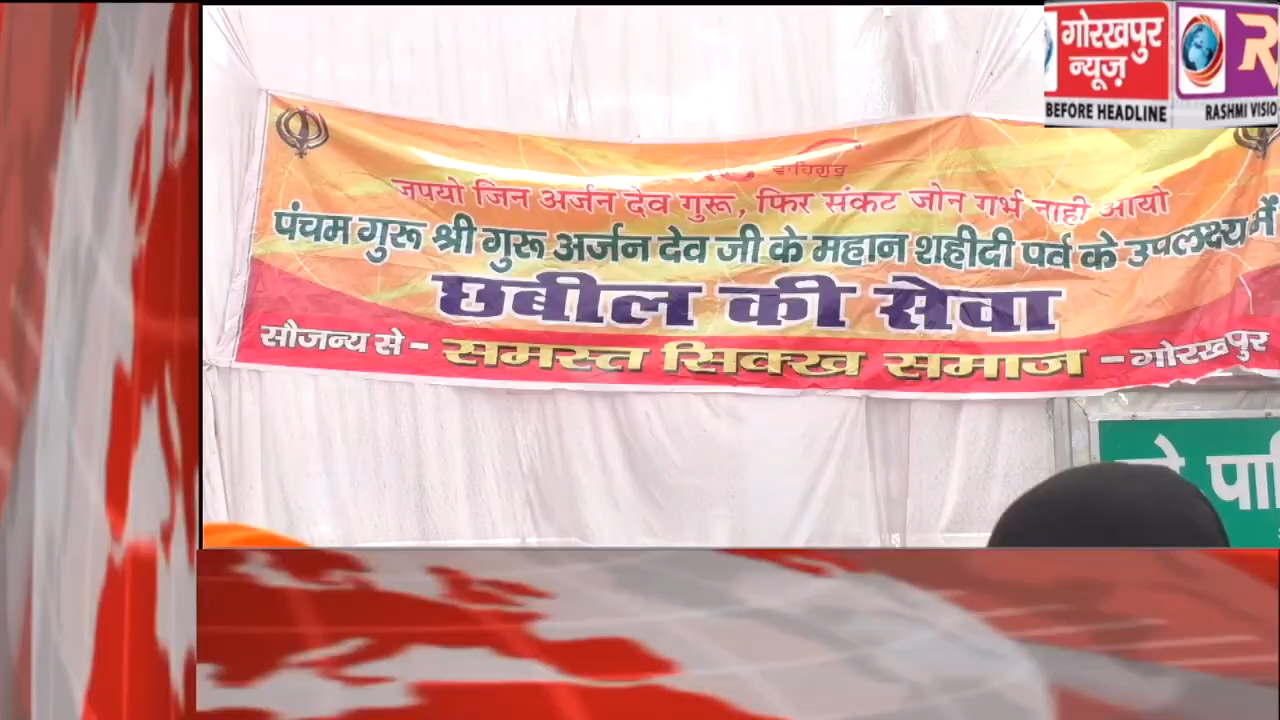 गोरखपुर
न्यूज़
BEFORE HEADLINE
RASHMI VISIO
ਵਾਹਿਗੁਰੂ
जपयो जिन अर्जन देव गुरू, फिर संकट जोन गर्भ नाही आयो
पंचम गुरू श्री गुरू अर्जन देव जी के महान शहीदी पर्व के उपलक्ष्य में
छबील की सेवा
सौजन्य से - समस्त सिक्ख समाज - गोरखपुर